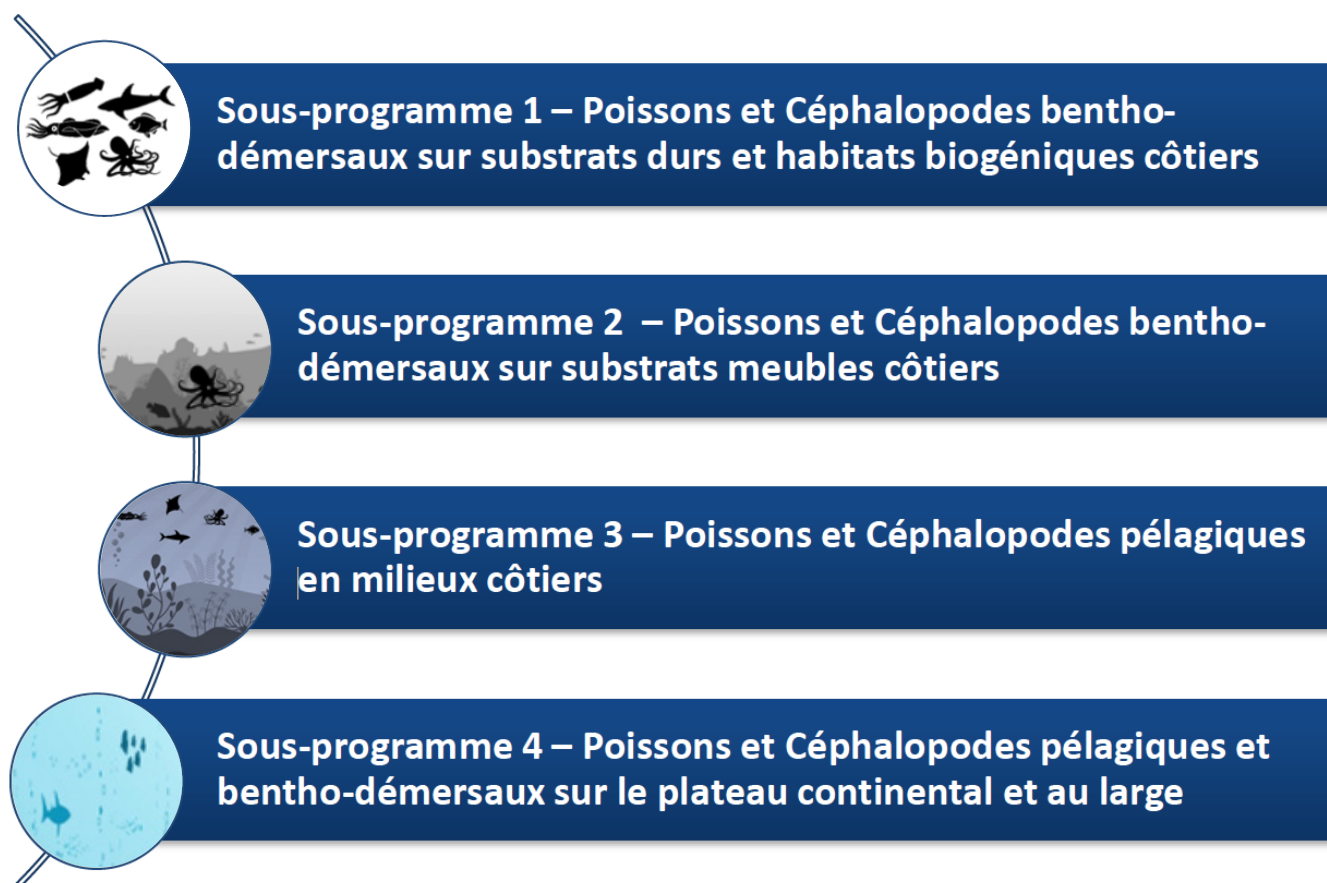 Sous-programme 1 – Poissons et Céphalopodes bentho-
démersaux sur substrats durs et habitats biogéniques côtiers
Sous-programme 2 – Poissons et Céphalopodes bentho-
démersaux sur substrats meubles côtiers
Sous-programme 3 – Poissons et Céphalopodes pélagiques
en milieux côtiers
Sous-programme 4 – Poissons et Céphalopodes pélagiques et
bentho-démersaux sur le plateau continental et au large